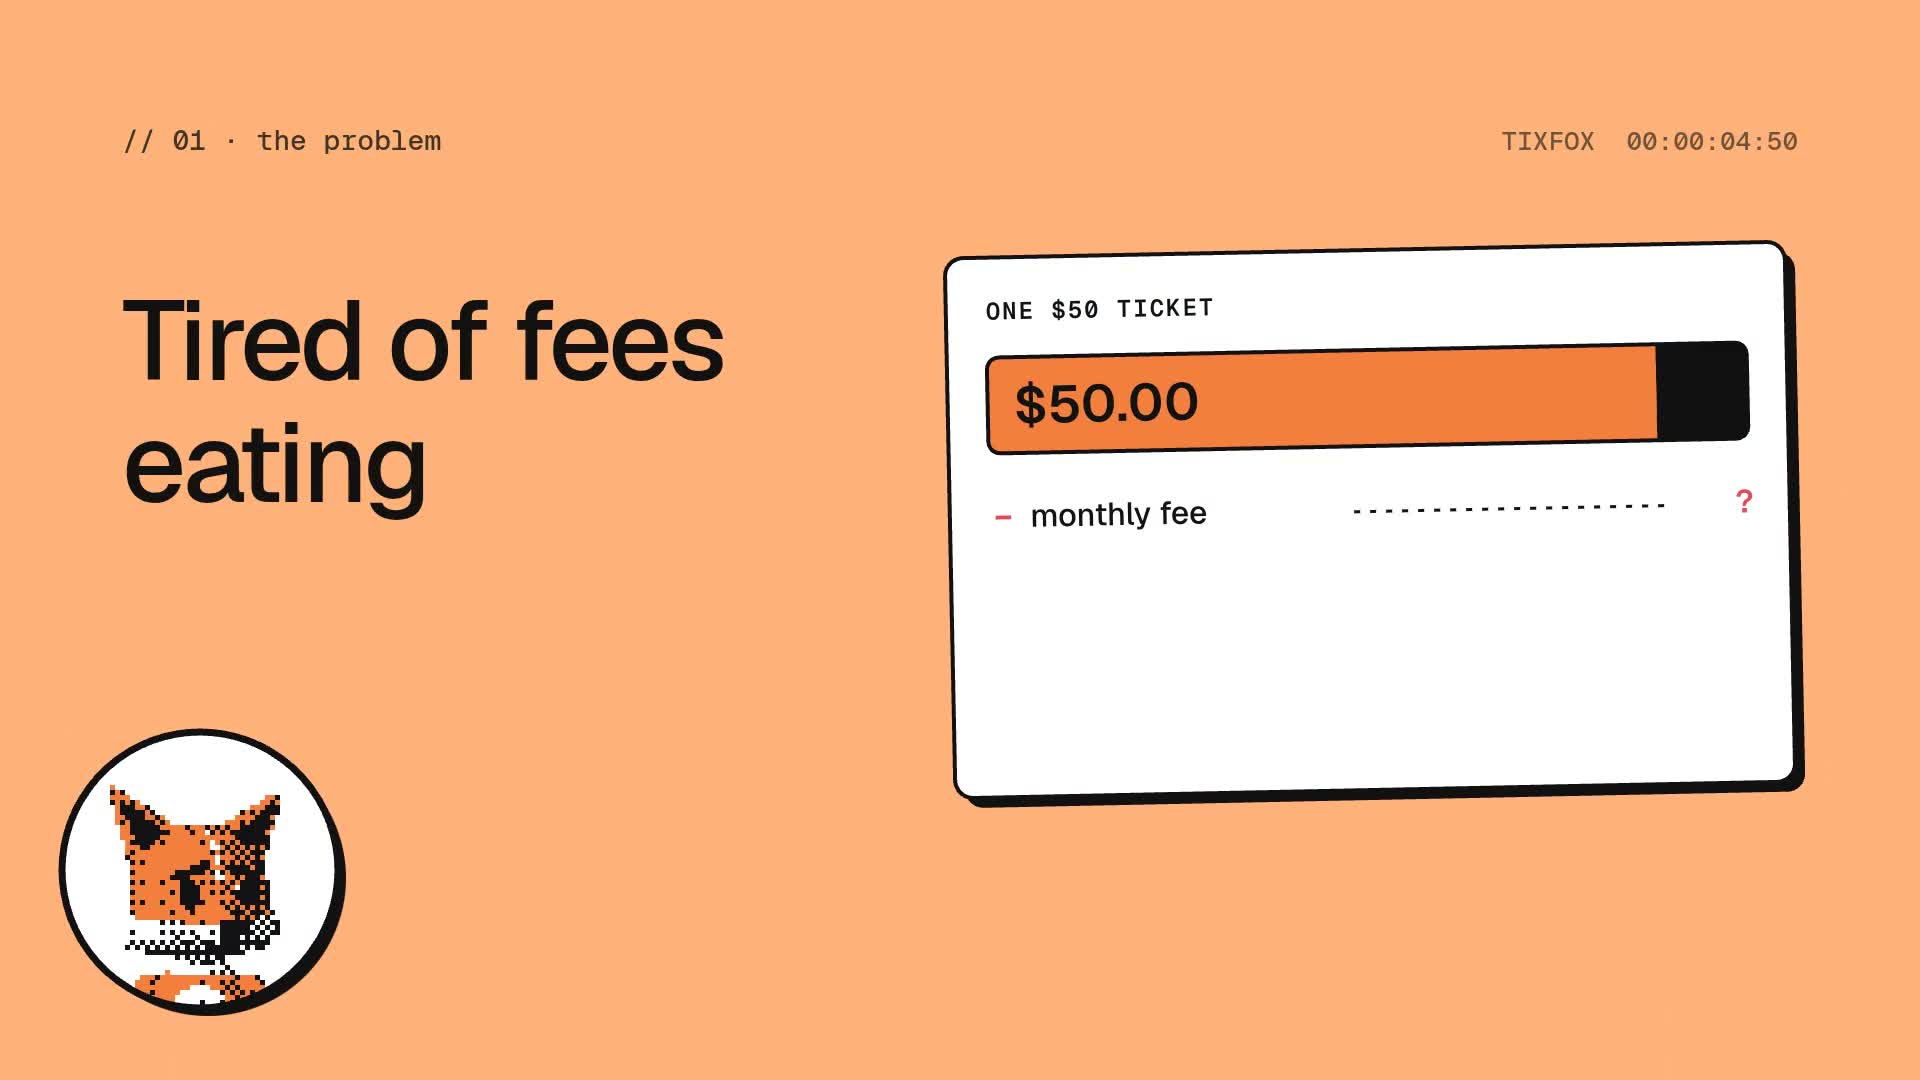 // 01 · the problem
TIXFOX 00:00:04:50
Tired of fees
eating
ONE $50 TICKET
$50.00
– monthly fee ------------------- ?